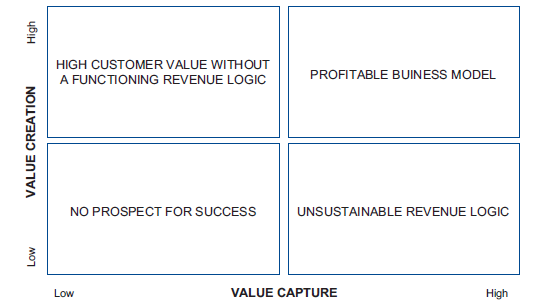 High
HIGH CUSTOMER VALUE WITHOUT
A FUNCTIONING REVENUE LOGIC
PROFITABLE BUINESS MODEL
VALUE CREATION
NO PROSPECT FOR SUCCESS
UNSUSTAINABLE REVENUE LOGIC
Low
Low
VALUE CAPTURE
High